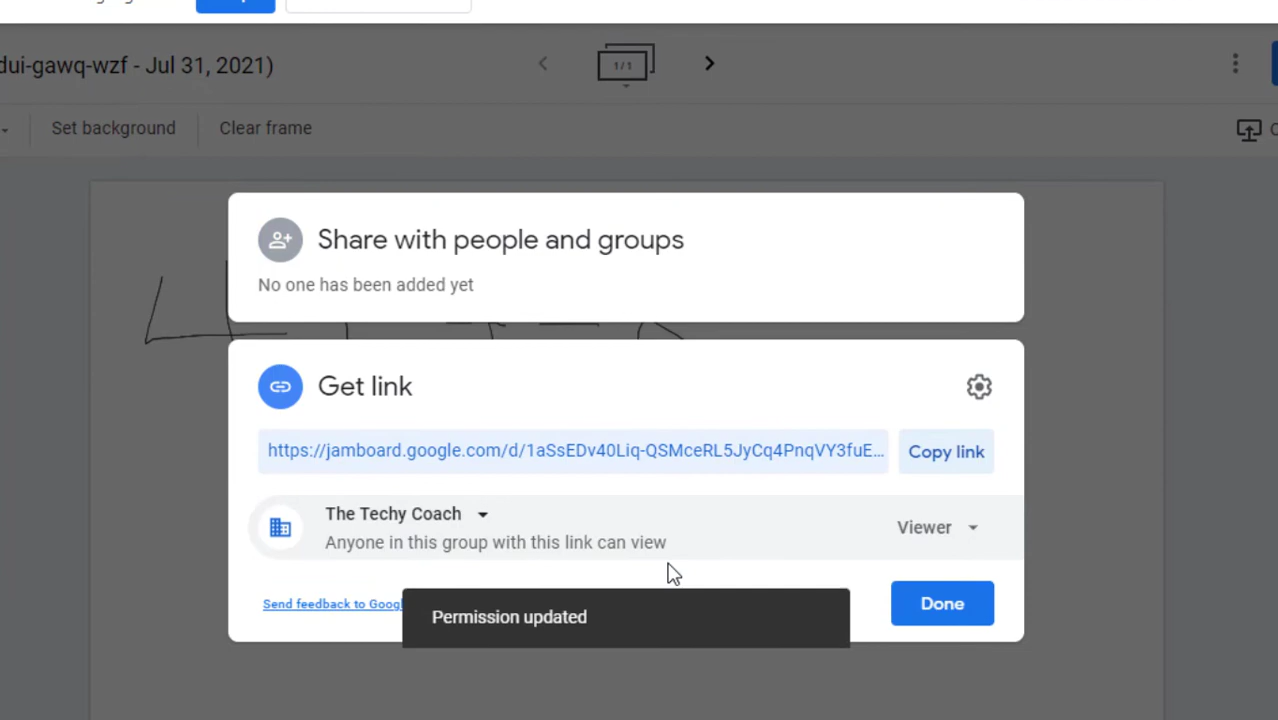 dui-gawq-wzf - Jul 31, 2021)
1/1
Set background
Clear frame
Share with people and groups
No one has been added yet
Get link
https://jamboard.google.com/d/1aSsEDv40Liq-QSMceRL5JyCq4PnqVY3fuE...
Copy link
The Techy Coach
Anyone in this group with this link can view
Viewer
Send feedback to Googl
Permission updated
Done